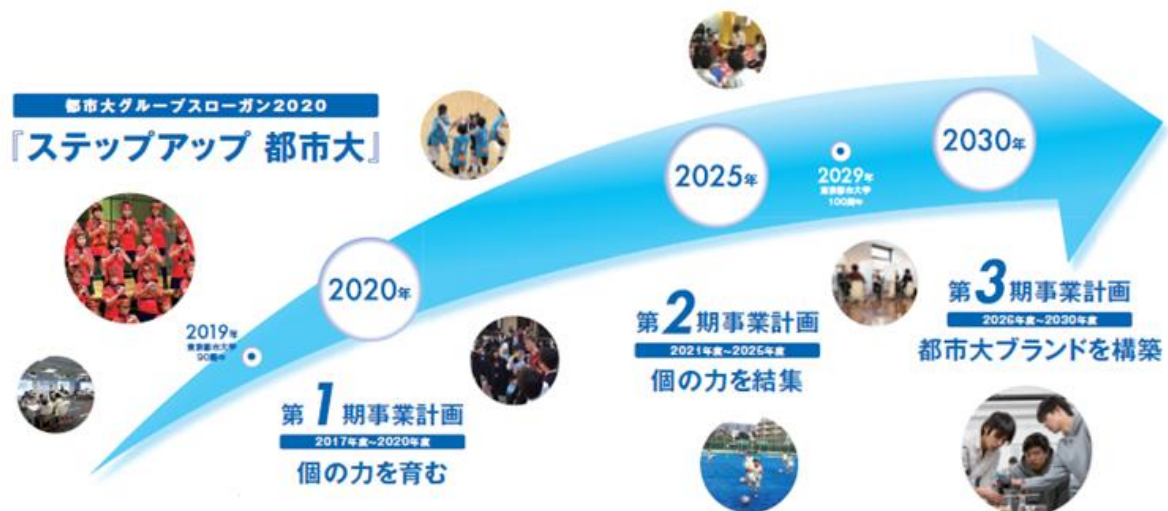 都市大グループスローガン2020
『ステップアップ 都市大』
2019年
東京都市大学
90周年
2020年
第1期事業計画
2017年度~2020年度
個の力を育む
2025年
第2期事業計画
2021年度~2025年度
個の力を結集
2029年
東京都市大学
100周年
2030年
第3期事業計画
2026年度~2030年度
都市大ブランドを構築